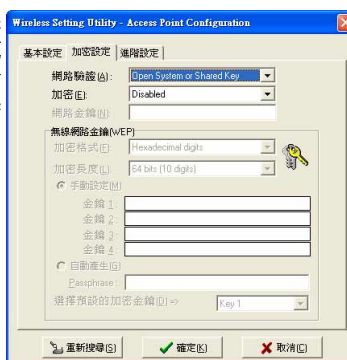 Wireless Setting Utility - Access Point Configuration
基本設定 加密設定 進階設定
網路驗證(A): Open System or Shared Key
加密(E): Disabled
網路金鑰(N):
無線網路金鑰(WEP)
加密格式(F): Hexadecimal digits
加密長度(L): 64 bits (10 digits)
手動設定(M)
金鑰 1:
金鑰 2:
金鑰 3:
金鑰 4:
自動產生(G)
Passphrase:
選擇預設的加密金鑰(D) => Key 1
重新搜尋(S) 確定(K) 取消(C)